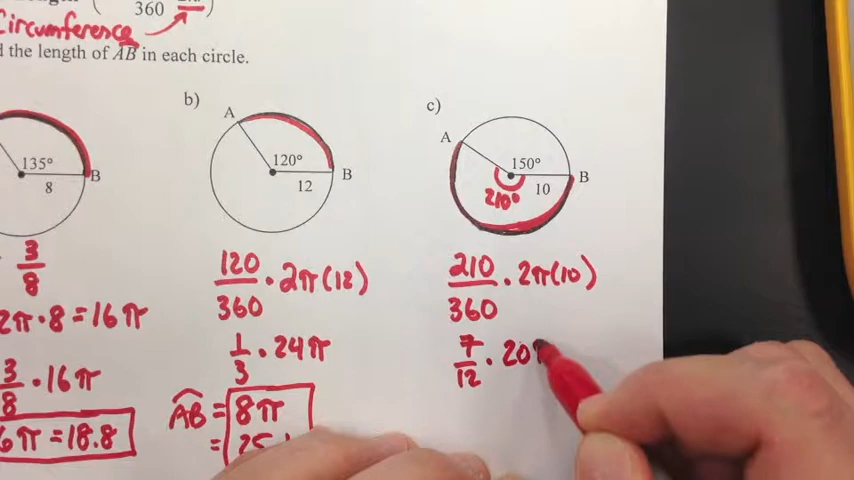 360
Circumference
d the length of AB in each circle.
135°
8
B
3/8
2π·8=16π
3/8 · 16π
6π=18.8
b)
A
120°
12
B
120/360 · 2π(12)
1/3 · 24π
AB = 8π
=
c)
A
150°
210°
10
B
210/360 · 2π(10)
7/12 · 20